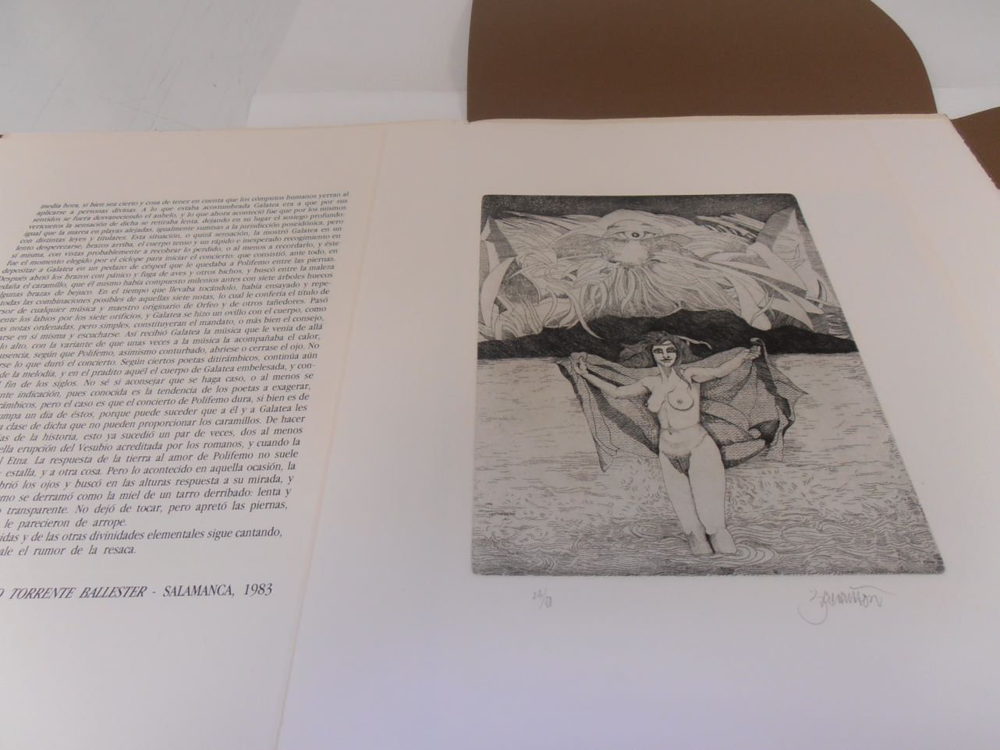 media hora, si bien sea cierto y cosa de tener en cuenta que los cómputos humanos yerran al
aplicarse a personas divinas. A lo que estaba acostumbrada Galatea era a que por sus
sentidos se fuera desvaneciendo el anhelo, y lo que ahora aconteció fue que por los mismos
vericuetos la sensación de dicha se retiraba lenta, dejando en su lugar el sosiego profundo:
igual que la marea en playas alejadas, igualmente sumisas a la jurisdicción poseidónica, pero
con distintas leyes y titulares. Esta situación, o quizá sensación, la mostró Galatea en un
lento desperezarse, brazos arriba, el cuerpo tenso y un rápido e inesperado recogimiento en
sí misma, con vistas probablemente a recobrar lo perdido, o al menos a recordarlo, y éste
fue el momento elegido por el cíclope para iniciar el concierto: que consistió, ante todo, en
depositar a Galatea en un pedazo de césped que le quedaba a Polifemo entre las piernas.
Después abrió los brazos con pánico y fuga de aves y otros bichos, y buscó entre la maleza
edaña el caramillo, que él mismo había compuesto milenios antes con siete árboles huecos
algunas brazas de bejuco. En el tiempo que llevaba tocándolo, había ensayado y repe-
todas las combinaciones posibles de aquellas siete notas, lo cual le confería el título de
rsor de cualquier música y maestro originario de Orfeo y de otros tañedores. Pasó
ente los labios por los siete orificios, y Galatea se hizo un ovillo con el cuerpo, como
as notas ordenadas, pero simples, constituyeran el mandato, o más bien el consejo,
arse en sí misma y escucharse. Así recibió Galatea la música que le venía de allá
lo alto, con la variante de que unas veces a la música la acompañaba el calor,
usencia, según que Polifemo, asimismo conturbado, abriese o cerrase el ojo. No
rse lo que duró el concierto. Según ciertos poetas ditirámbicos, continúa aún
de la melodía, y en el pradito aquél el cuerpo de Galatea embelesada, y con-
l fin de los siglos. No sé si aconsejar que se haga caso, o al menos se
nte indicación, pues conocida es la tendencia de los poetas a exagerar,
rámbicos, pero el caso es que el concierto de Polifemo dura, si bien es de
umpa un día de éstos, porque puede suceder que a él y a Galatea les
a clase de dicha que no pueden proporcionar los caramillos. De hacer
ías de la historia, esto ya sucedió un par de veces, dos al menos
ella erupción del Vesubio acreditada por los romanos, y cuando la
l Etna. La respuesta de la tierra al amor de Polifemo no suele
estalla, y a otra cosa. Pero lo acontecido en aquella ocasión, la
brió los ojos y buscó en las alturas respuesta a su mirada, y
emo se derramó como la miel de un tarro derribado: lenta y
transparente. No dejó de tocar, pero apretó las piernas,
le parecieron de arrope.
idas y de las otras divinidades elementales sigue cantando,
ale el rumor de la resaca.
O TORRENTE BALLESTER - SALAMANCA, 1983